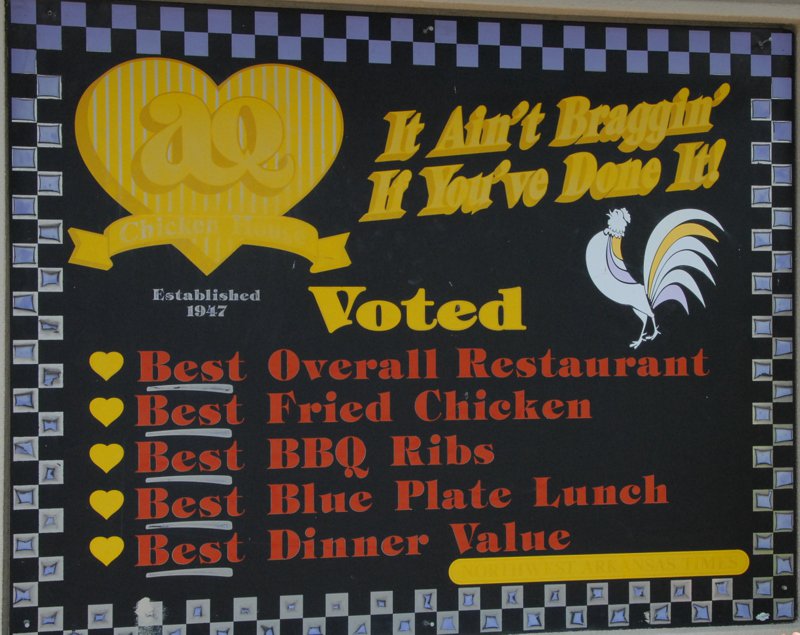 aq
Chicken House
Established
1947
It Ain't Braggin'
If You've Done It!
Voted
Best Overall Restaurant
Best Fried Chicken
Best BBQ Ribs
Best Blue Plate Lunch
Best Dinner Value
NORTHWEST ARKANSAS TIMES